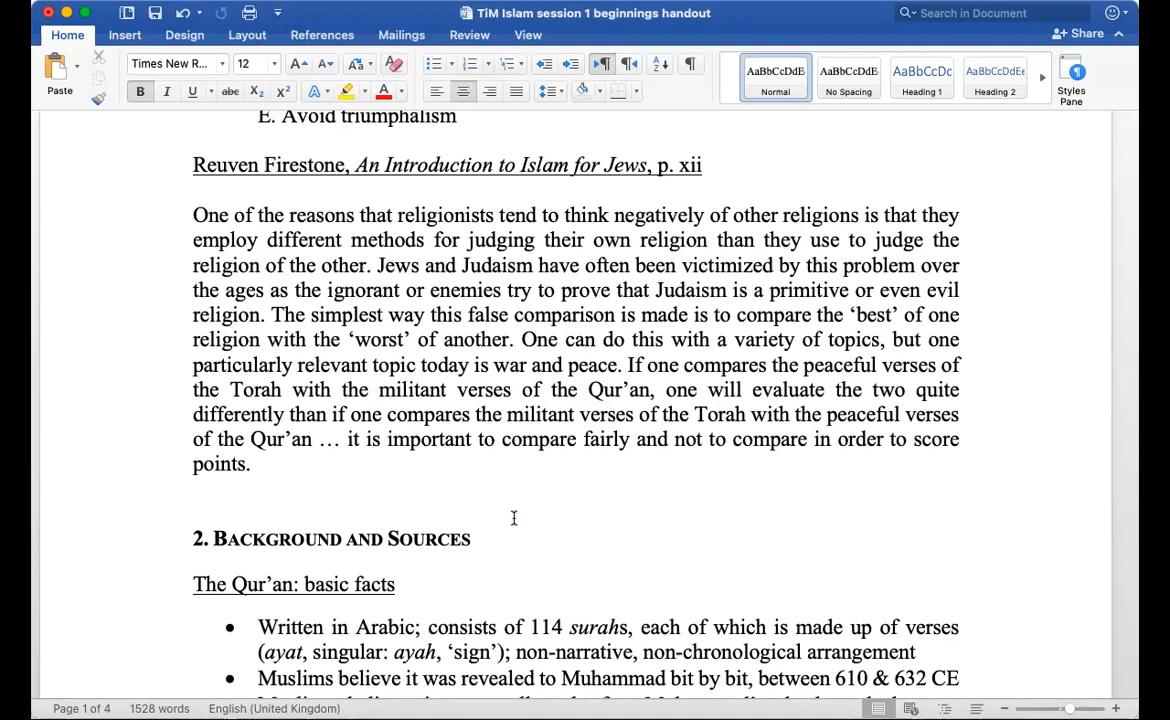 TiM Islam session 1 beginnings handout
Search in Document
Home Insert Design Layout References Mailings Review View
Share
Paste
Times New R... 12
AaBbCcDdE AaBbCcDdE AaBbCcDc AaBbCcDdEe
Normal No Spacing Heading 1 Heading 2
Styles
Pane
E. Avoid triumphalism
Reuven Firestone, An Introduction to Islam for Jews, p. xii
One of the reasons that religionists tend to think negatively of other religions is that they
employ different methods for judging their own religion than they use to judge the
religion of the other. Jews and Judaism have often been victimized by this problem over
the ages as the ignorant or enemies try to prove that Judaism is a primitive or even evil
religion. The simplest way this false comparison is made is to compare the ‘best’ of one
religion with the ‘worst’ of another. One can do this with a variety of topics, but one
particularly relevant topic today is war and peace. If one compares the peaceful verses of
the Torah with the militant verses of the Qur’an, one will evaluate the two quite
differently than if one compares the militant verses of the Torah with the peaceful verses
of the Qur’an … it is important to compare fairly and not to compare in order to score
points.
2. BACKGROUND AND SOURCES
The Qur’an: basic facts
• Written in Arabic; consists of 114 surahs, each of which is made up of verses
(ayat, singular: ayah, ‘sign’); non-narrative, non-chronological arrangement
• Muslims believe it was revealed to Muhammad bit by bit, between 610 & 632 CE
Page 1 of 4 1528 words English (United Kingdom)